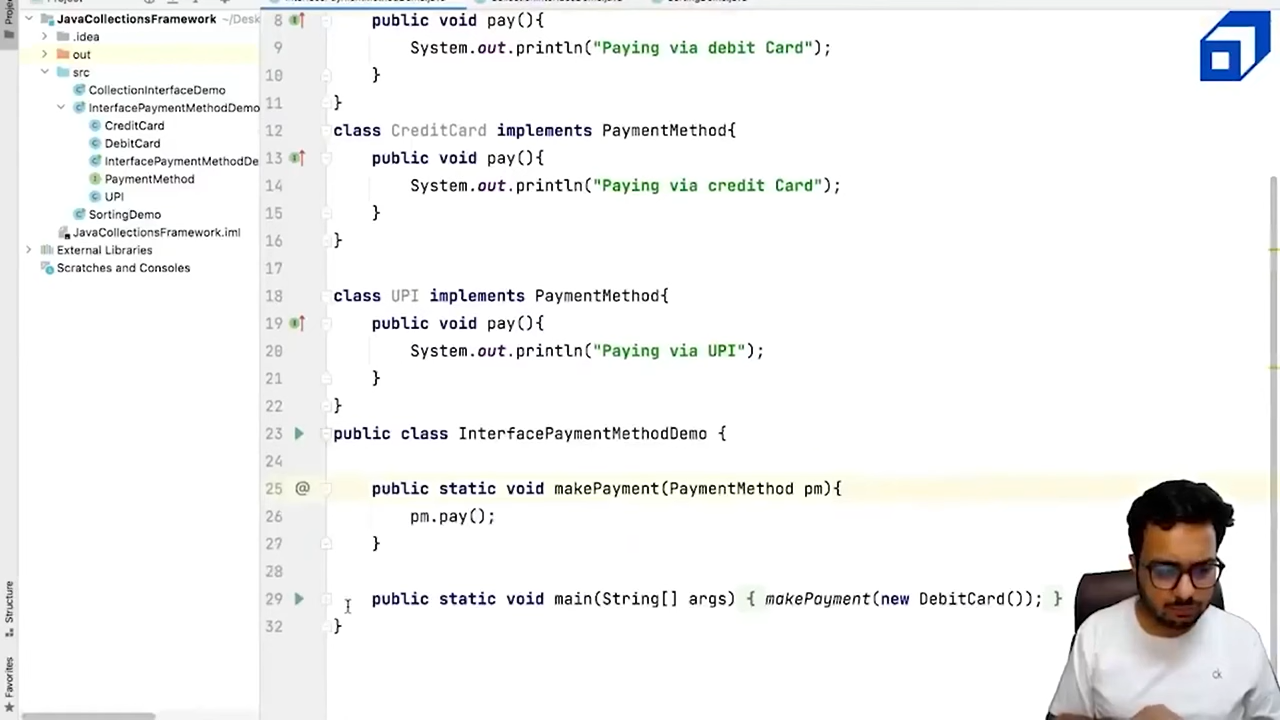 Project
JavaCollectionsFramework ~/Desk
.idea
out
src
CollectionInterfaceDemo
InterfacePaymentMethodDemo
CreditCard
DebitCard
InterfacePaymentMethodDe
PaymentMethod
UPI
SortingDemo
JavaCollectionsFramework.iml
External Libraries
Scratches and Consoles
Structure
Favorites
8 public void pay(){
9 System.out.println("Paying via debit Card");
10 }
11 }
12 class CreditCard implements PaymentMethod{
13 public void pay(){
14 System.out.println("Paying via credit Card");
15 }
16 }
17
18 class UPI implements PaymentMethod{
19 public void pay(){
20 System.out.println("Paying via UPI");
21 }
22 }
23 public class InterfacePaymentMethodDemo {
24
25 @ public static void makePayment(PaymentMethod pm){
26 pm.pay();
27 }
28
29 public static void main(String[] args) { makePayment(new DebitCard()); }
32 }